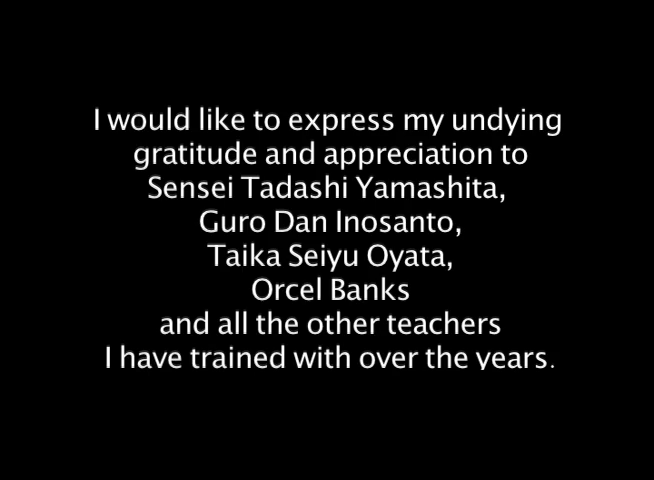 I would like to express my undying
gratitude and appreciation to
Sensei Tadashi Yamashita,
Guro Dan Inosanto,
Taika Seiyu Oyata,
Orcel Banks
and all the other teachers
I have trained with over the years.